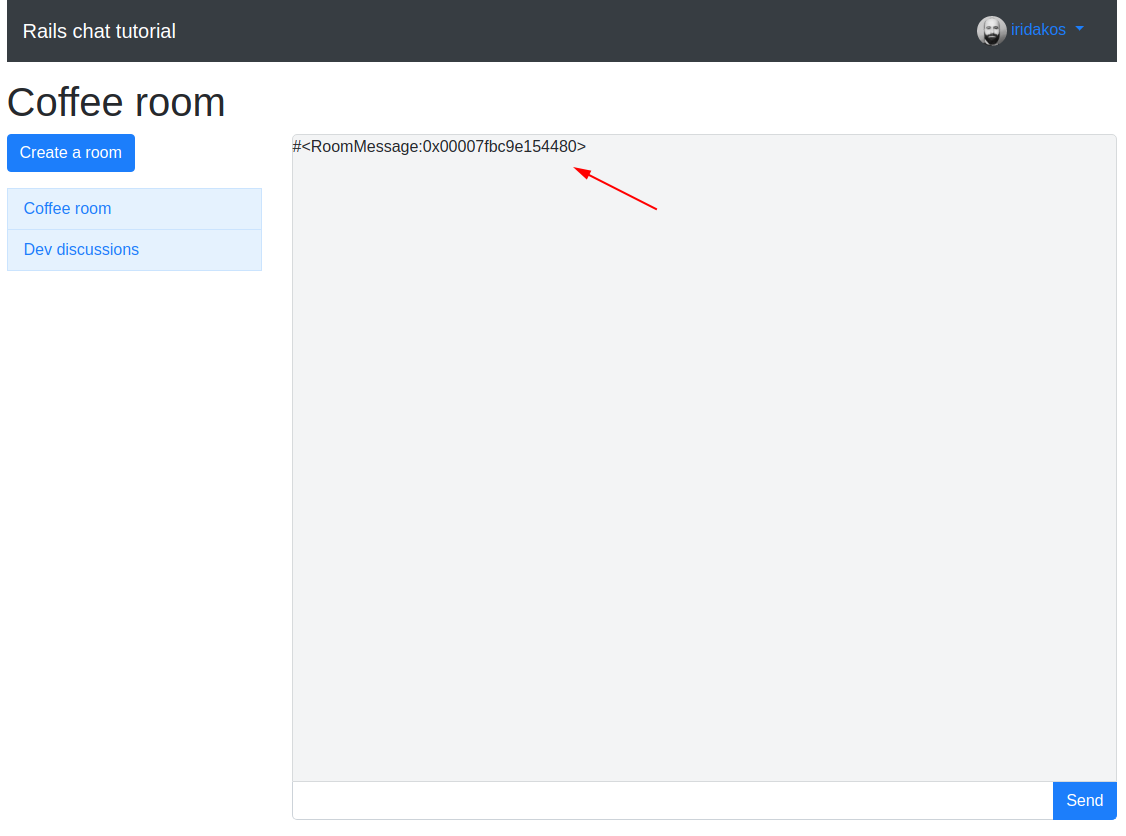 Rails chat tutorial
iridakos
Coffee room
Create a room
Coffee room
Dev discussions
#<RoomMessage:0x00007fbc9e154480>
Send